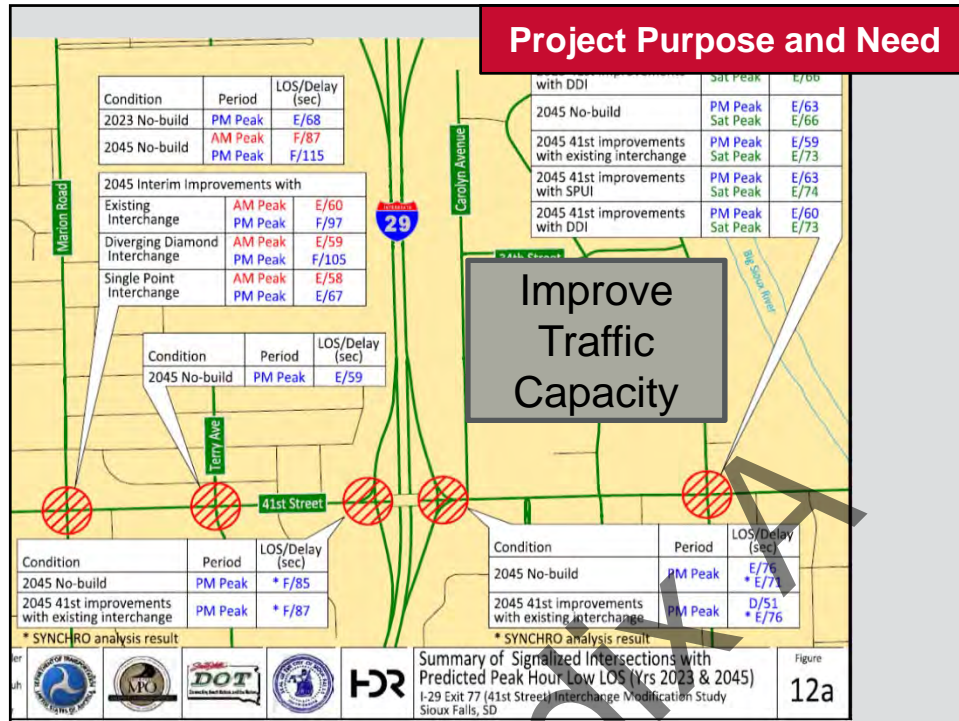 Project Purpose and Need
with DDI Sat Peak E/66
2045 No-build PM Peak E/63
Sat Peak E/66
2045 41st improvements PM Peak E/59
with existing interchange Sat Peak E/73
2045 41st improvements PM Peak E/63
with SPUI Sat Peak E/74
2045 41st improvements PM Peak E/60
with DDI Sat Peak E/73
Condition Period LOS/Delay (sec)
2023 No-build PM Peak E/68
2045 No-build AM Peak F/87
PM Peak F/115
2045 Interim Improvements with
Existing AM Peak E/60
Interchange PM Peak F/97
Diverging Diamond AM Peak E/59
Interchange PM Peak F/105
Single Point AM Peak E/58
Interchange PM Peak E/67
Marion Road
INTERSTATE
29
Carolyn Avenue
34th Street
Big Sioux River
Improve
Traffic
Capacity
Condition Period LOS/Delay (sec)
2045 No-build PM Peak E/59
Terry Ave
41st Street
Condition Period LOS/Delay (sec)
2045 No-build PM Peak * F/85
2045 41st improvements PM Peak * F/87
with existing interchange
* SYNCHRO analysis result
Condition Period LOS/Delay (sec)
2045 No-build PM Peak E/76
* E/71
2045 41st improvements PM Peak D/51
with existing interchange * E/76
* SYNCHRO analysis result
MPO
DOT
HDR
Summary of Signalized Intersections with
Predicted Peak Hour Low LOS (Yrs 2023 & 2045)
I-29 Exit 77 (41st Street) Interchange Modification Study
Sioux Falls, SD
Figure
12a